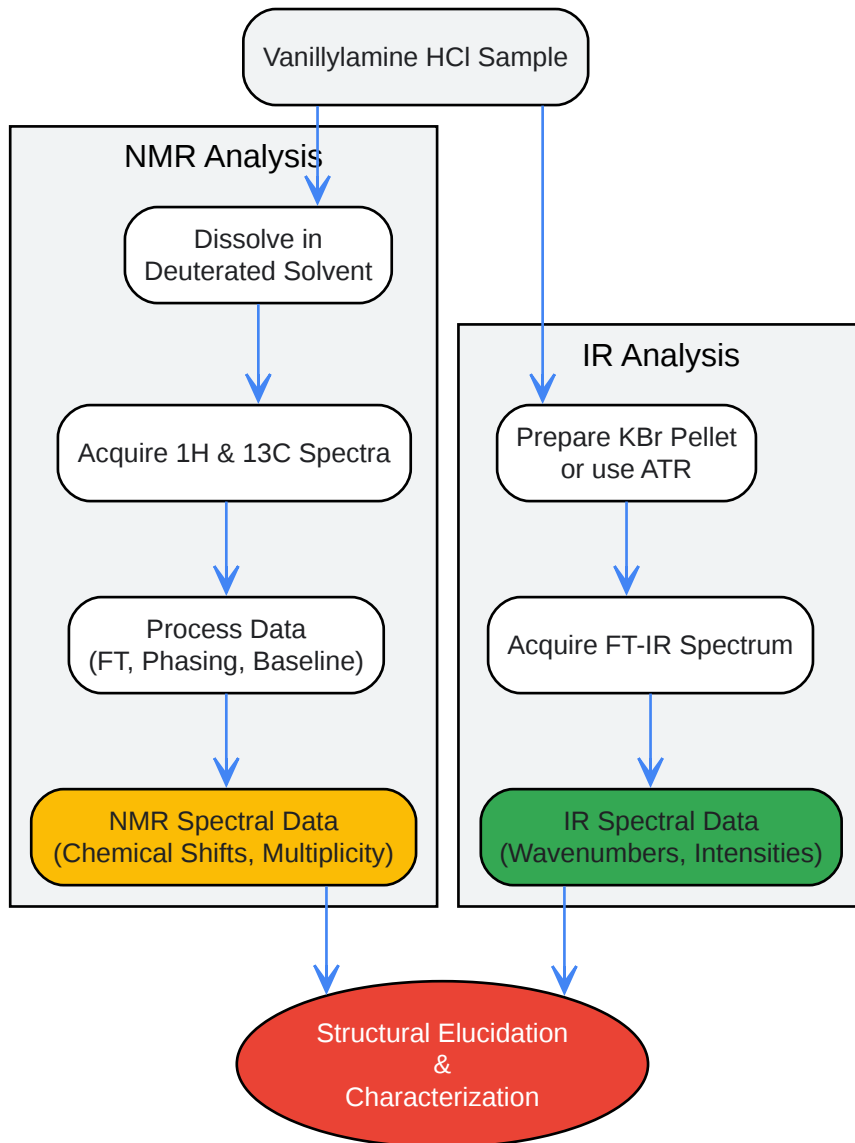 Vanillylamine HCl Sample
NMR Analysis
Dissolve in
Deuterated Solvent
Acquire 1H & 13C Spectra
Process Data
(FT, Phasing, Baseline)
NMR Spectral Data
(Chemical Shifts, Multiplicity)
IR Analysis
Prepare KBr Pellet
or use ATR
Acquire FT-IR Spectrum
IR Spectral Data
(Wavenumbers, Intensities)
Structural Elucidation
&
Characterization